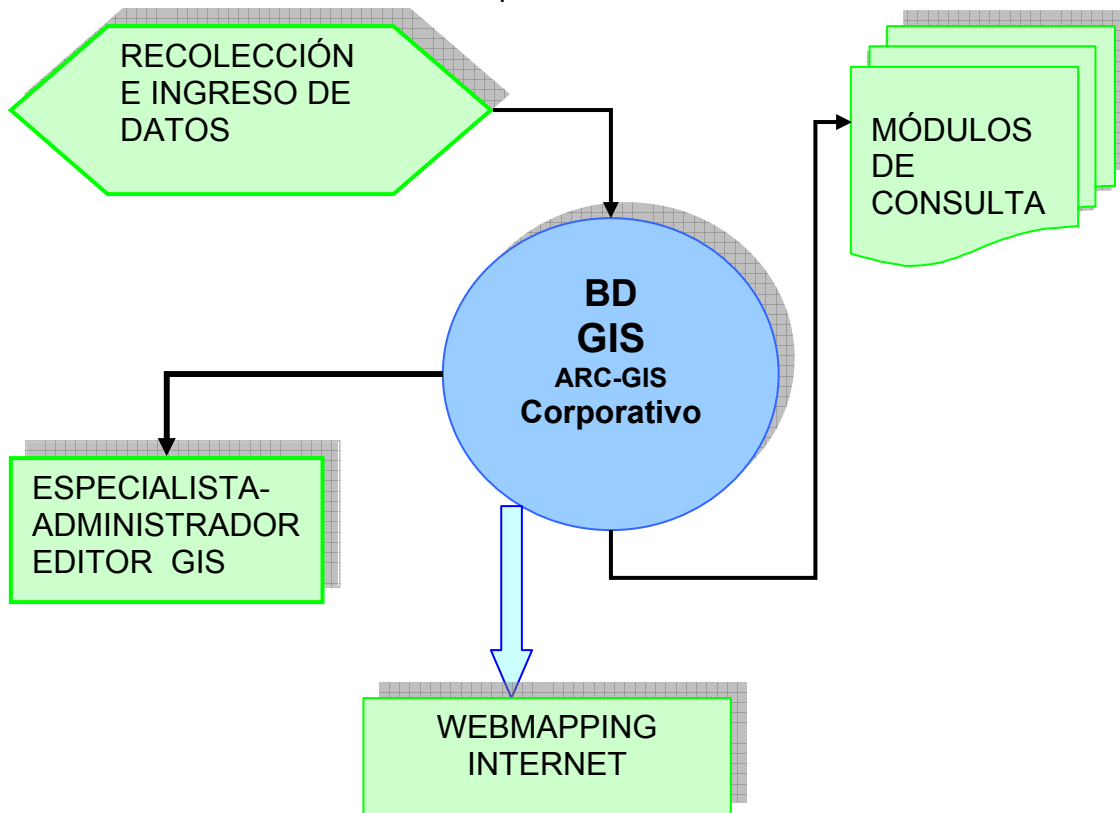 RECOLECCIÓN
E INGRESO DE
DATOS
MÓDULOS
DE
CONSULTA
BD
GIS
ARC-GIS
Corporativo
ESPECIALISTA-
ADMINISTRADOR
EDITOR GIS
WEBMAPPING
INTERNET